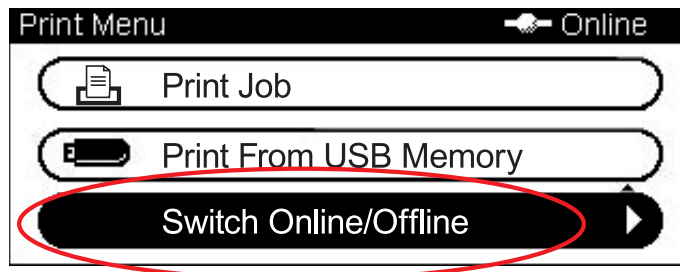 Print Menu Online
Print Job
Print From USB Memory
Switch Online/Offline